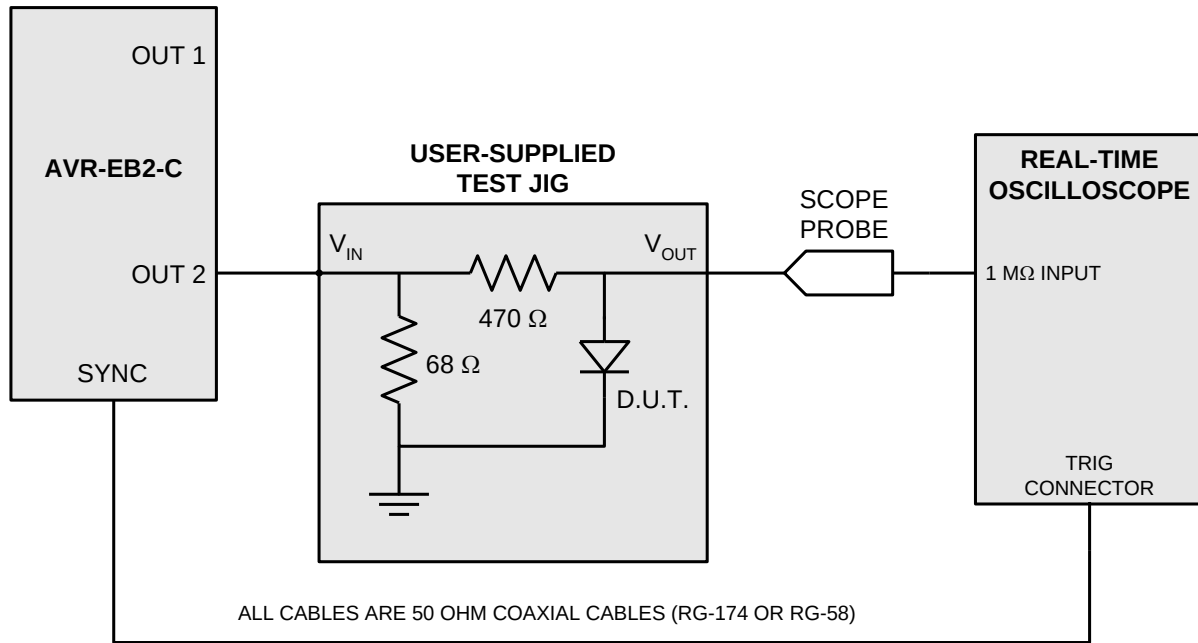 OUT 1
AVR-EB2-C
OUT 2
SYNC
USER-SUPPLIED
TEST JIG
V_IN
V_OUT
470 Ω
68 Ω
D.U.T.
SCOPE
PROBE
REAL-TIME
OSCILLOSCOPE
1 MΩ INPUT
TRIG
CONNECTOR
ALL CABLES ARE 50 OHM COAXIAL CABLES (RG-174 OR RG-58)